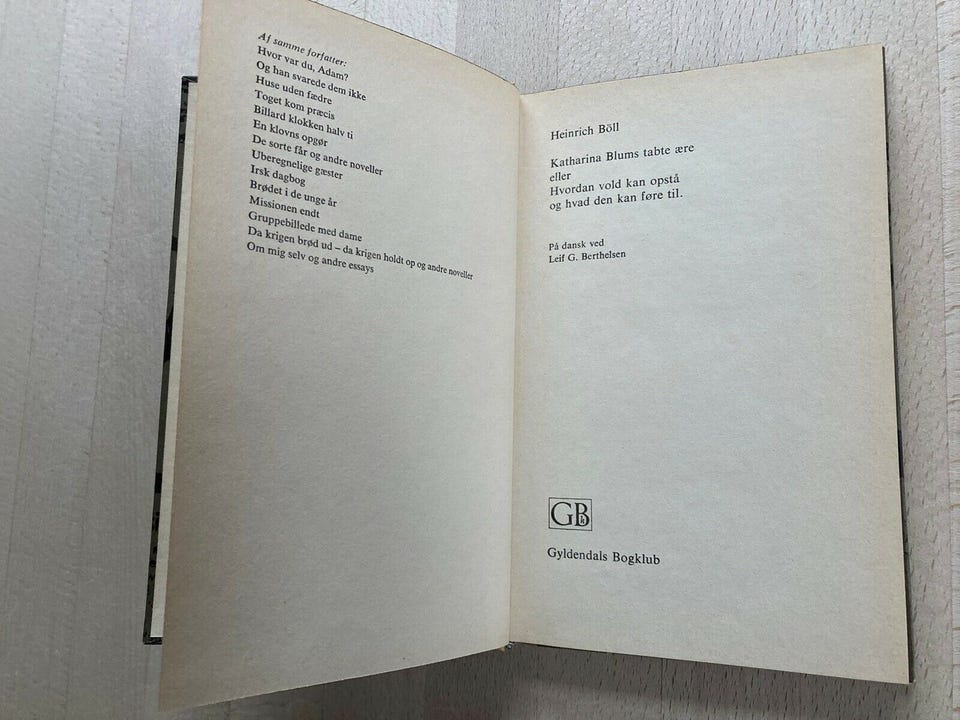 Af samme forfatter:
Hvor var du, Adam?
Og han svarede dem ikke
Huse uden fædre
Toget kom præcis
Billard klokken halv ti
En klovns opgør
De sorte får og andre noveller
Uberegnelige gæster
Irsk dagbog
Brødet i de unge år
Missionen endt
Gruppebillede med dame
Da krigen brød ud – da krigen holdt op og andre noveller
Om mig selv og andre essays
Heinrich Böll
Katharina Blums tabte ære
eller
Hvordan vold kan opstå
og hvad den kan føre til.
På dansk ved
Leif G. Berthelsen
GBk
Gyldendals Bogklub